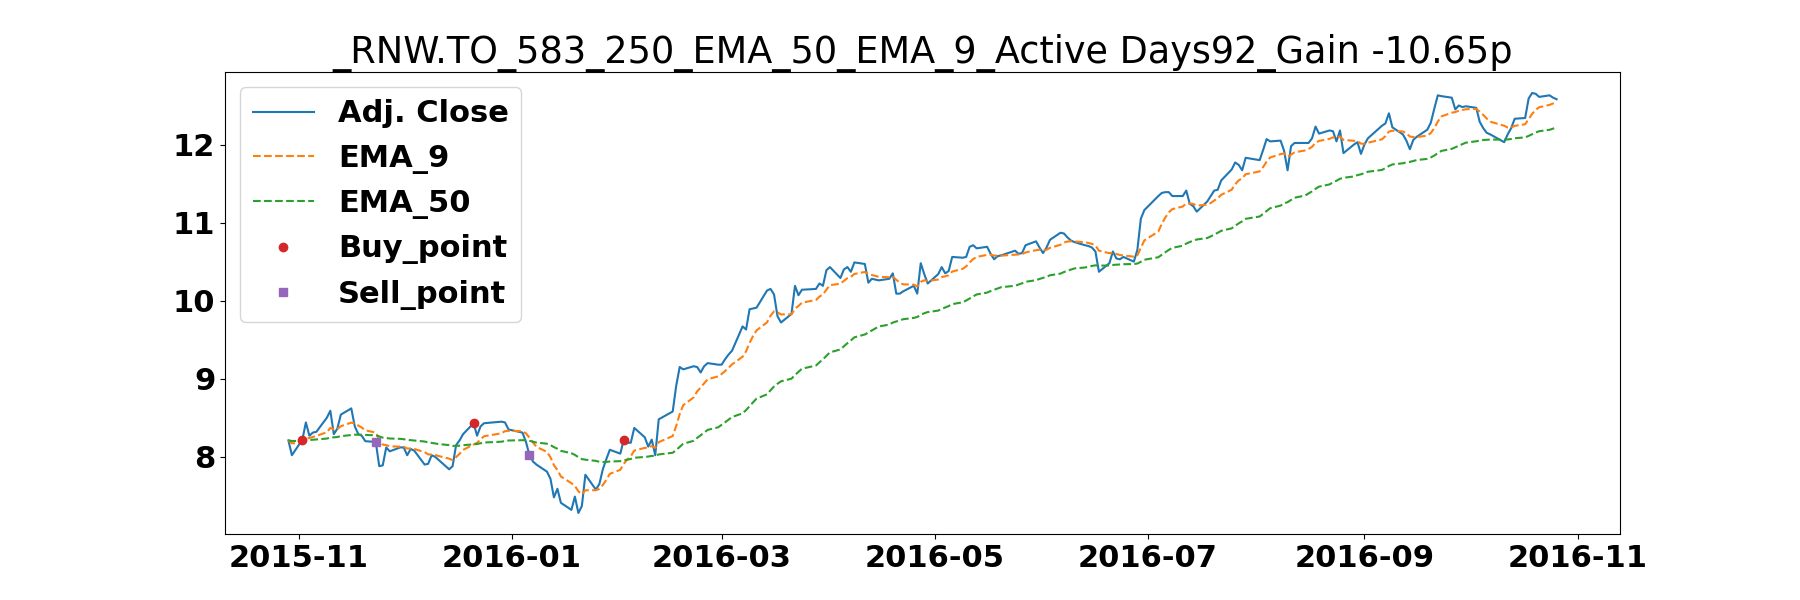 _RNW.TO_583_250_EMA_50_EMA_9_Active Days92_Gain -10.65p
Adj. Close
EMA_9
EMA_50
Buy_point
Sell_point
12
11
10
9
8
2015-11 2016-01 2016-03 2016-05 2016-07 2016-09 2016-11